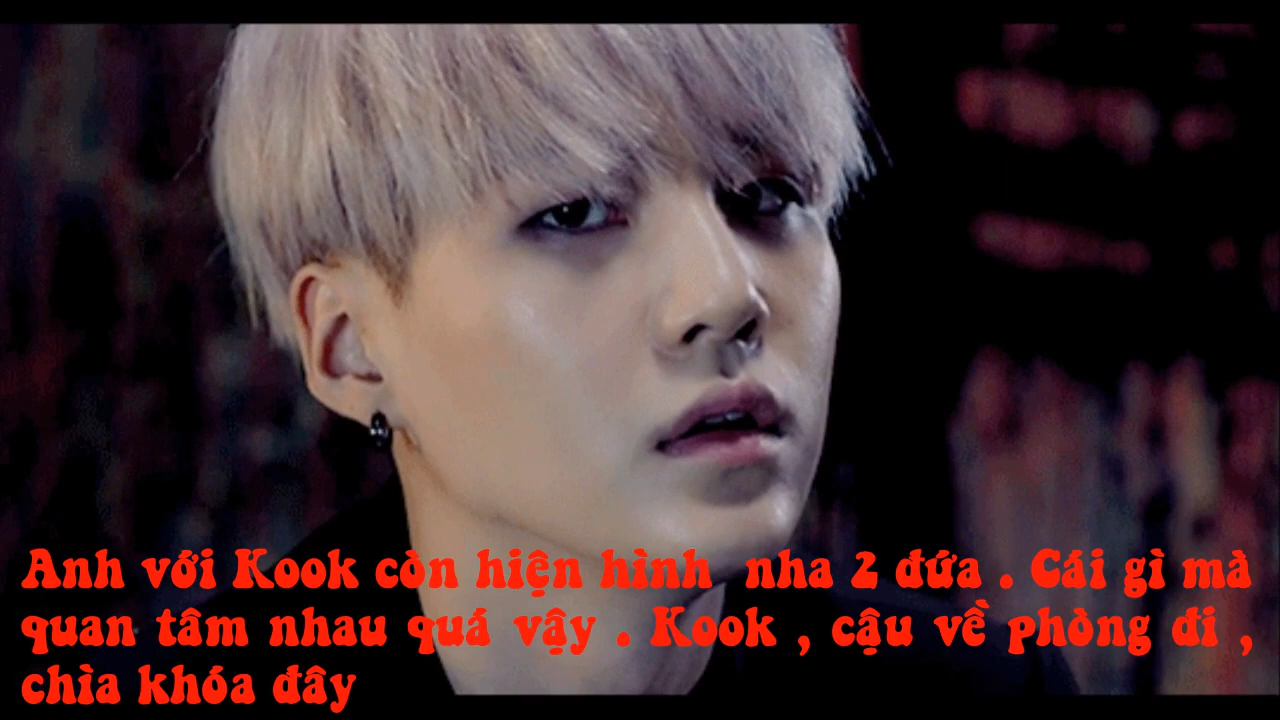 Anh với Kook còn hiện hình nha 2 đứa . Cái gì mà
quan tâm nhau quá vậy . Kook , cậu về phòng đi ,
chìa khóa đây